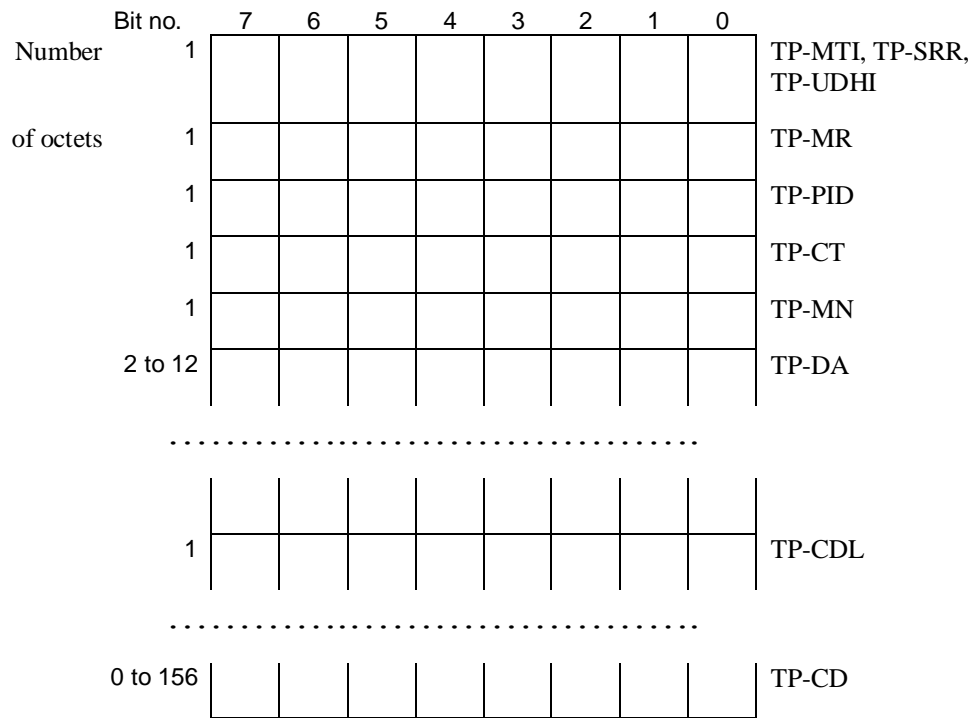 Bit no. 7 6 5 4 3 2 1 0
Number 1 TP-MTI, TP-SRR,
TP-UDHI
of octets 1 TP-MR
1 TP-PID
1 TP-CT
1 TP-MN
2 to 12 TP-DA
1 TP-CDL
0 to 156 TP-CD